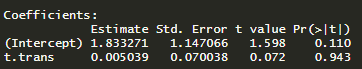 Coefficients:
Estimate Std. Error t value Pr(>|t|)
(Intercept) 1.833271 1.147066 1.598 0.110
t.trans 0.005039 0.070038 0.072 0.943